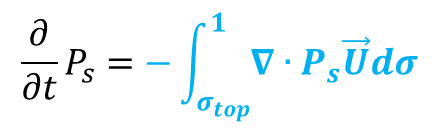 ∂/∂t P_s = − ∫_{σ_top}^{1} ∇ · P_s U⃗ dσ